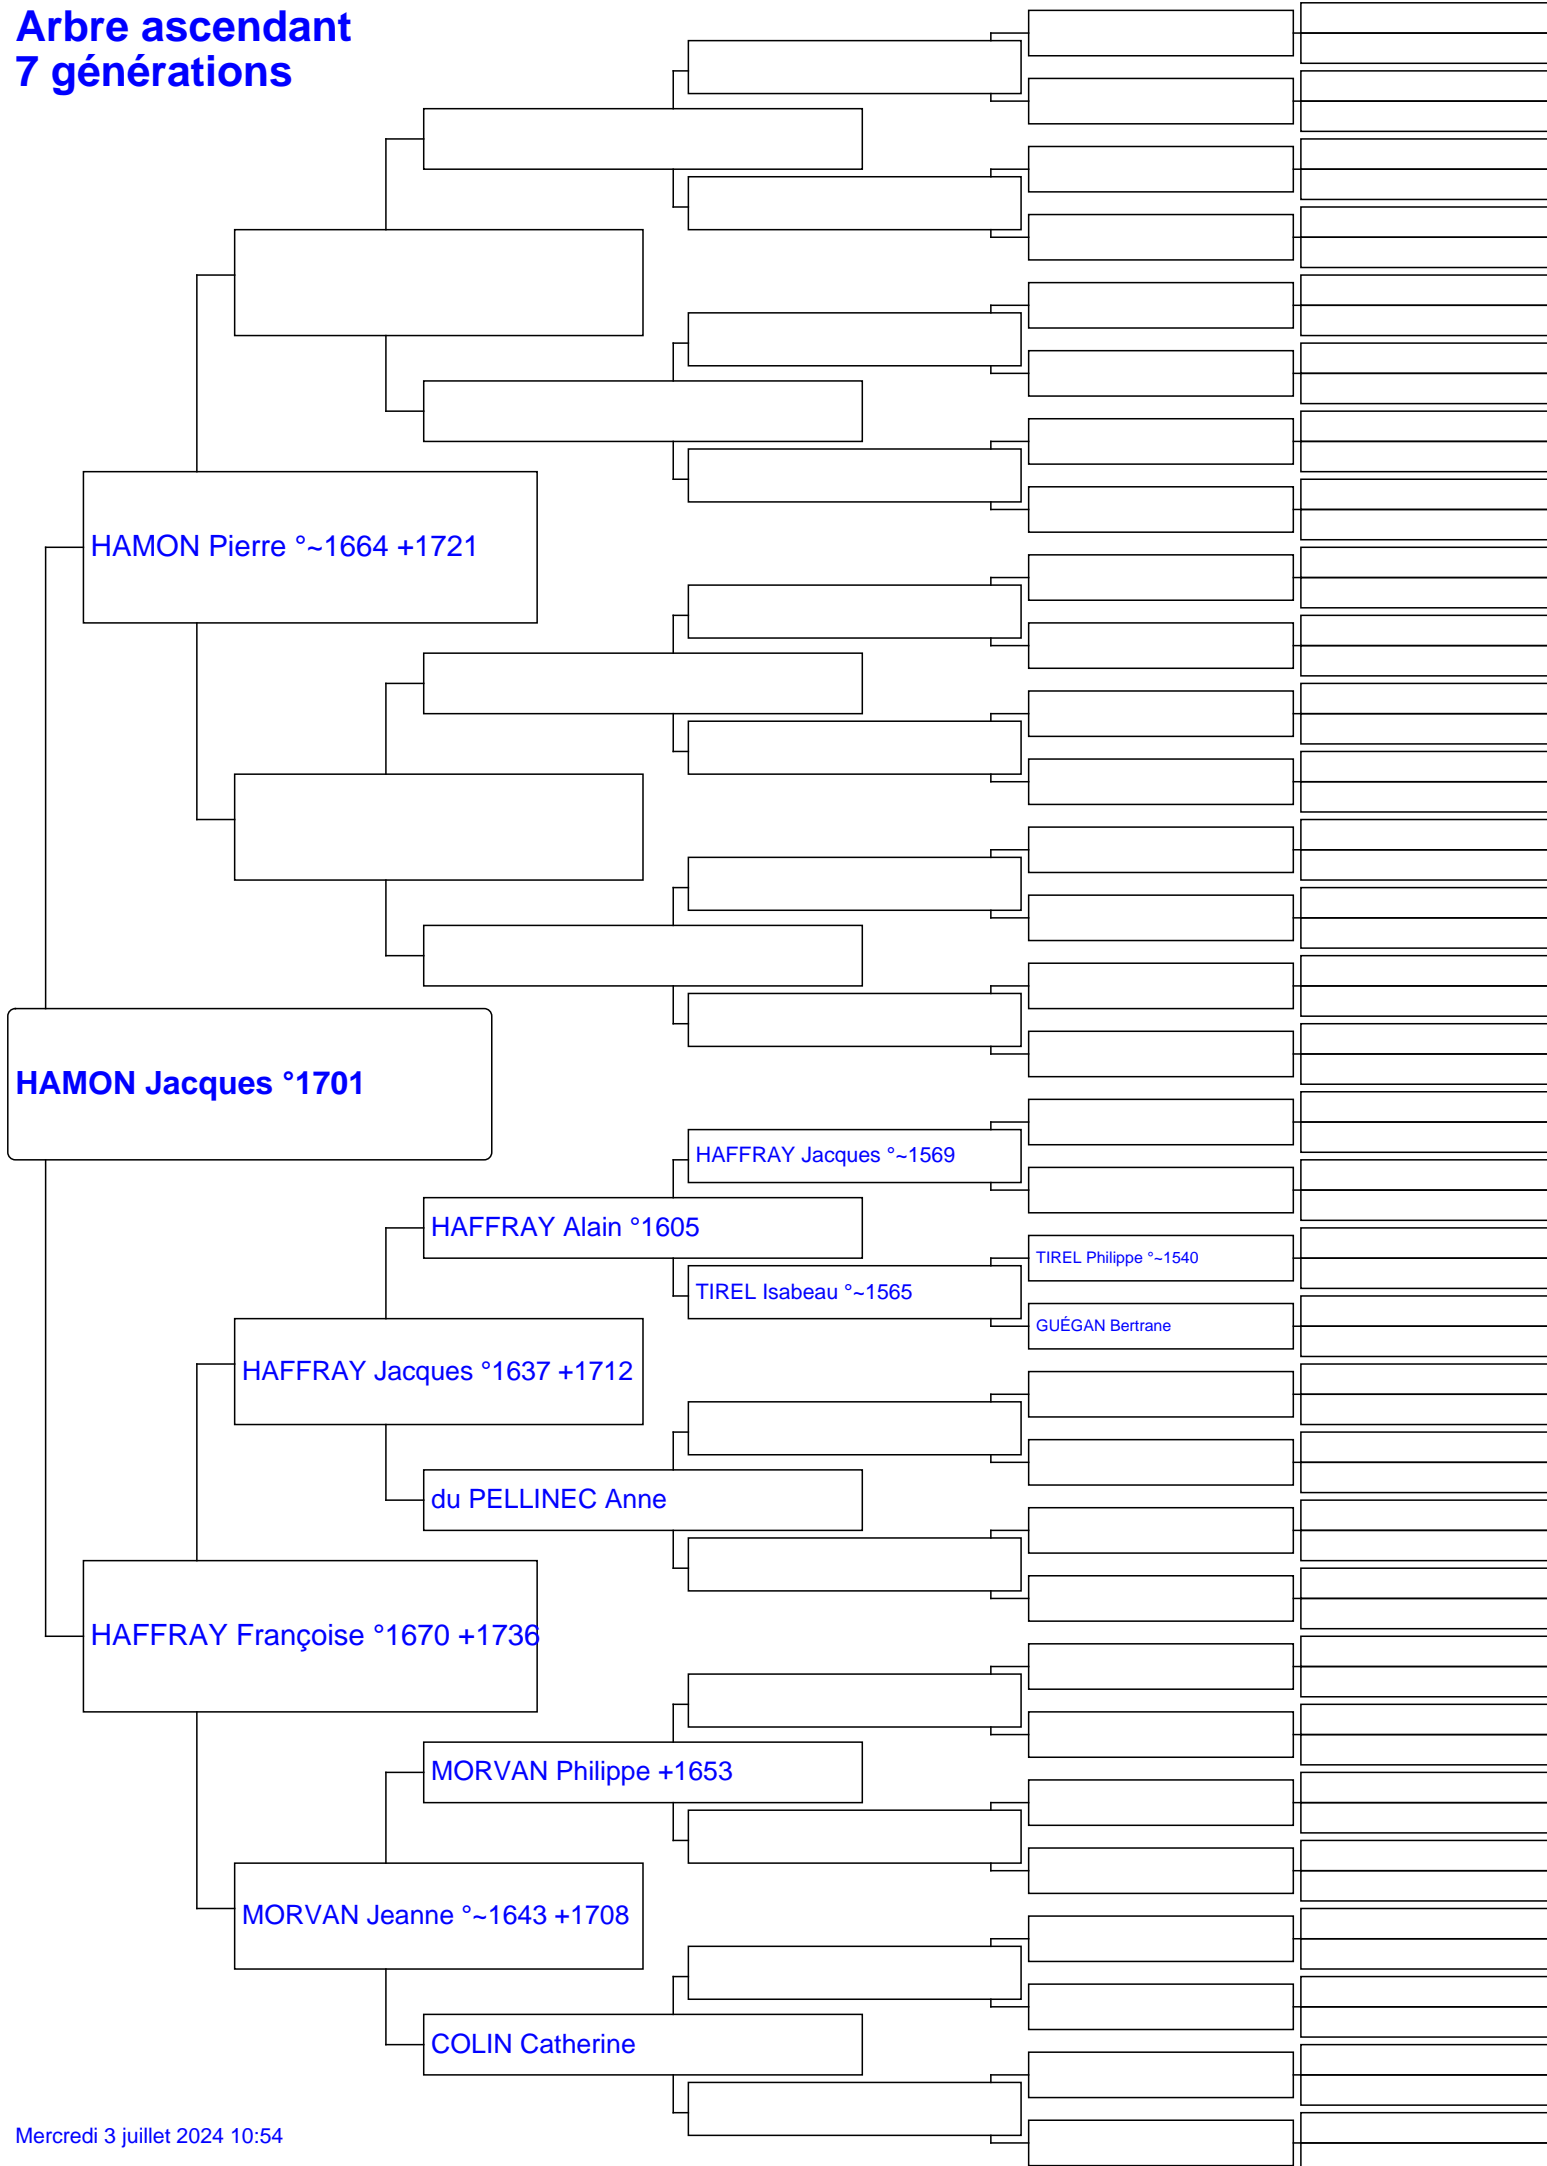 Arbre ascendant
7 générations
HAMON Pierre °~1664 +1721
HAMON Jacques °1701
HAFFRAY Jacques °~1569
HAFFRAY Alain °1605
TIREL Philippe °~1540
TIREL Isabeau °~1565
GUÉGAN Bertrane
HAFFRAY Jacques °1637 +1712
du PELLINEC Anne
HAFFRAY Françoise °1670 +1736
MORVAN Philippe +1653
MORVAN Jeanne °~1643 +1708
COLIN Catherine
Mercredi 3 juillet 2024 10:54